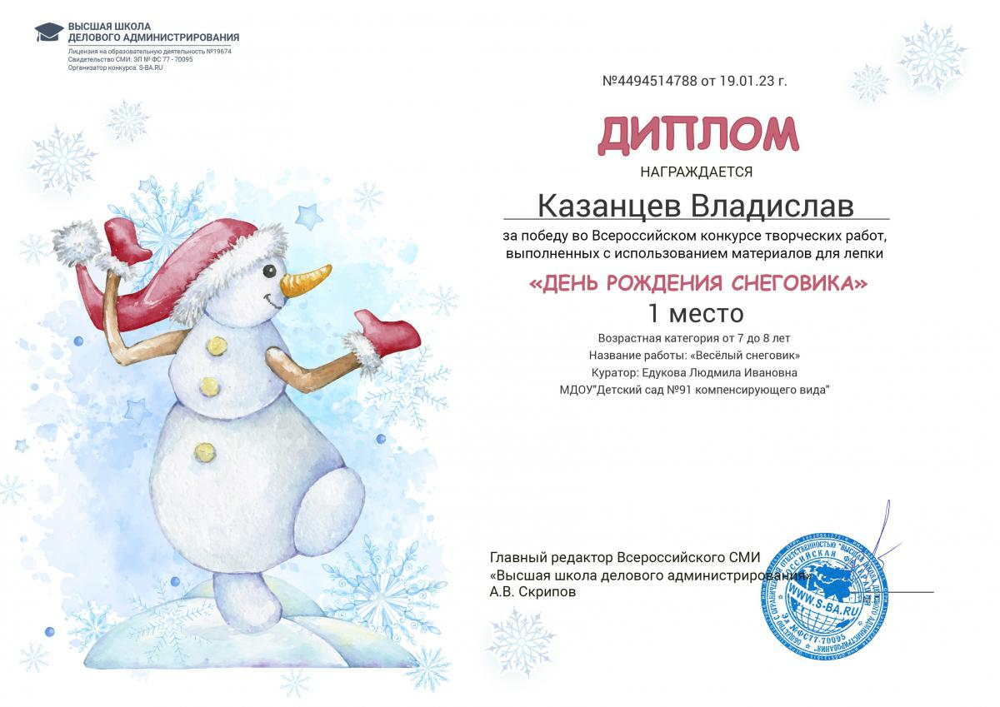 ВЫСШАЯ ШКОЛА
ДЕЛОВОГО АДМИНИСТРИРОВАНИЯ
Лицензия на образовательную деятельность №19674
Свидетельство СМИ: ЭЛ № ФС 77 - 70095
Организатор конкурса. S-BA.RU
№4494514788 от 19.01.23 г.
ДИПЛОМ
НАГРАЖДАЕТСЯ
Казанцев Владислав
за победу во Всероссийском конкурсе творческих работ,
выполненных с использованием материалов для лепки
«ДЕНЬ РОЖДЕНИЯ СНЕГОВИКА»
1 место
Возрастная категория от 7 до 8 лет
Название работы: «Весёлый снеговик»
Куратор: Едукова Людмила Ивановна
МДОУ"Детский сад №91 компенсирующего вида"
Главный редактор Всероссийского СМИ
«Высшая школа делового администрирования»
А.В. Скрипов
WWW.S-BA.RU
Эл №ФС77-70095